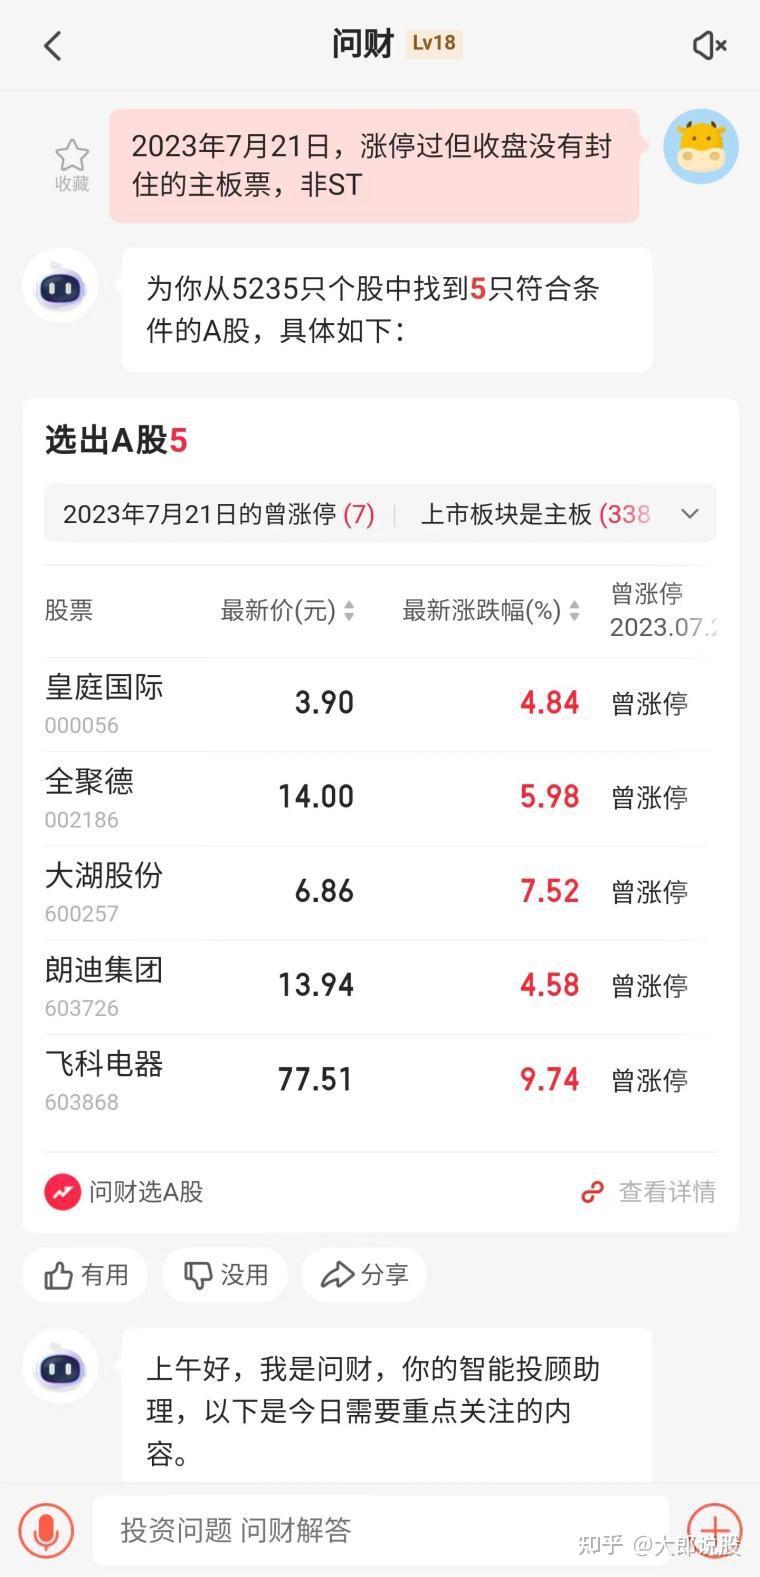 问财 Lv18
2023年7月21日，涨停过但收盘没有封
住的主板票，非ST
收藏
为你从5235只个股中找到5只符合条
件的A股，具体如下：
选出A股5
2023年7月21日的曾涨停 (7) 上市板块是主板 (338
股票 最新价(元) 最新涨跌幅(%) 曾涨停
2023.07.2
皇庭国际 3.90 4.84 曾涨停
000056
全聚德 14.00 5.98 曾涨停
002186
大湖股份 6.86 7.52 曾涨停
600257
朗迪集团 13.94 4.58 曾涨停
603726
飞科电器 77.51 9.74 曾涨停
603868
问财选A股 查看详情
有用 没用 分享
上午好，我是问财，你的智能投顾助
理，以下是今日需要重点关注的内
容。
投资问题 问财解答
知乎 @大郎说股